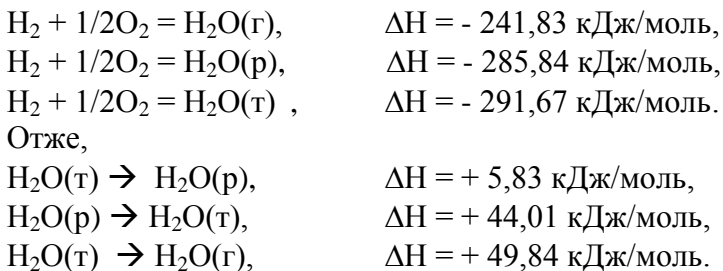 H₂ + 1/2O₂ = H₂O(г), ΔH = - 241,83 кДж/моль,
H₂ + 1/2O₂ = H₂O(р), ΔH = - 285,84 кДж/моль,
H₂ + 1/2O₂ = H₂O(т) , ΔH = - 291,67 кДж/моль.
Отже,
H₂O(т) → H₂O(р), ΔH = + 5,83 кДж/моль,
H₂O(р) → H₂O(т), ΔH = + 44,01 кДж/моль,
H₂O(т) → H₂O(г), ΔH = + 49,84 кДж/моль.